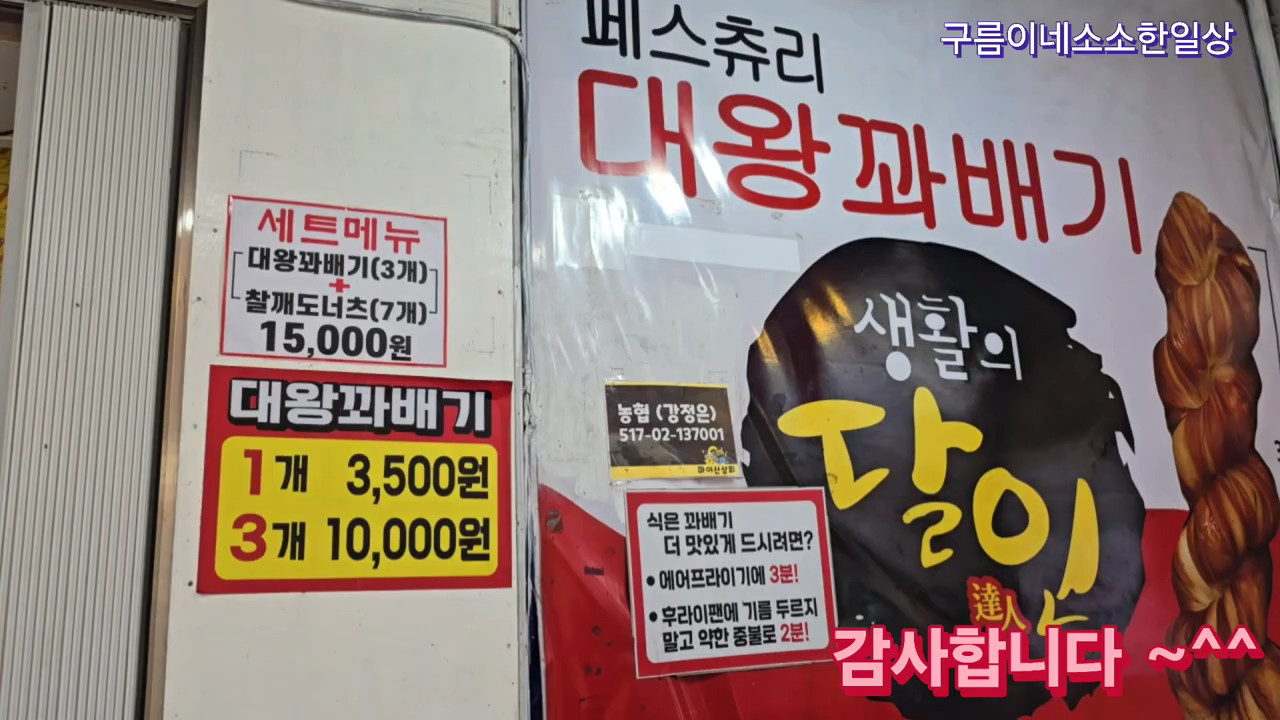 구름이네소소한일상
페스츄리
대왕꽈배기
세트메뉴
대왕꽈배기(3개)
+
찰깨도너츠(7개)
15,000원
대왕꽈배기
1개 3,500원
3개 10,000원
생활의
달인
達人
농협 (강정은)
517-02-137001
마이산상회
식은 꽈배기
더 맛있게 드시려면?
• 에어프라이기에 3분!
• 후라이팬에 기름 두르지
말고 약한 중불로 2분!
감사합니다 ~^^